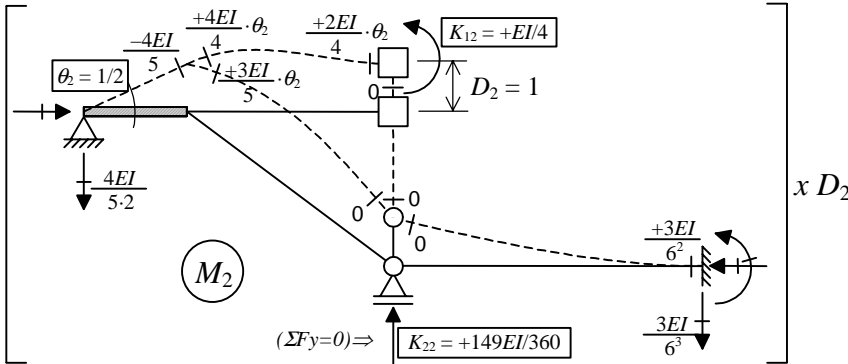 +4EI/4·θ₂
+2EI/4·θ₂
K₁₂ = +EI/4
–4EI/5
+3EI/5·θ₂
θ₂ = 1/2
0
D₂ = 1
x D₂
4EI/5·2
0
0
0
+3EI/6²
M₂
3EI/6³
(ΣFy=0)⇒
K₂₂ = +149EI/360